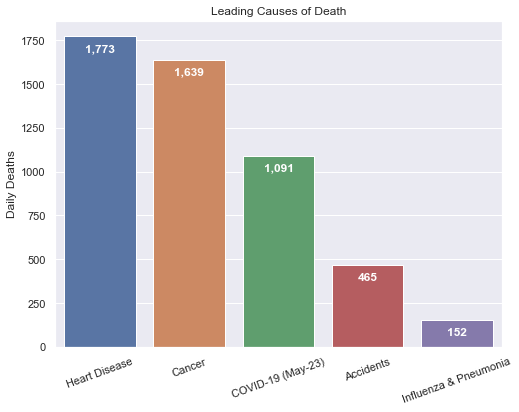 Leading Causes of Death
Daily Deaths
1750
1500
1250
1000
750
500
250
0
1,773
1,639
1,091
465
152
Heart Disease
Cancer
COVID-19 (May-23)
Accidents
Influenza & Pneumonia